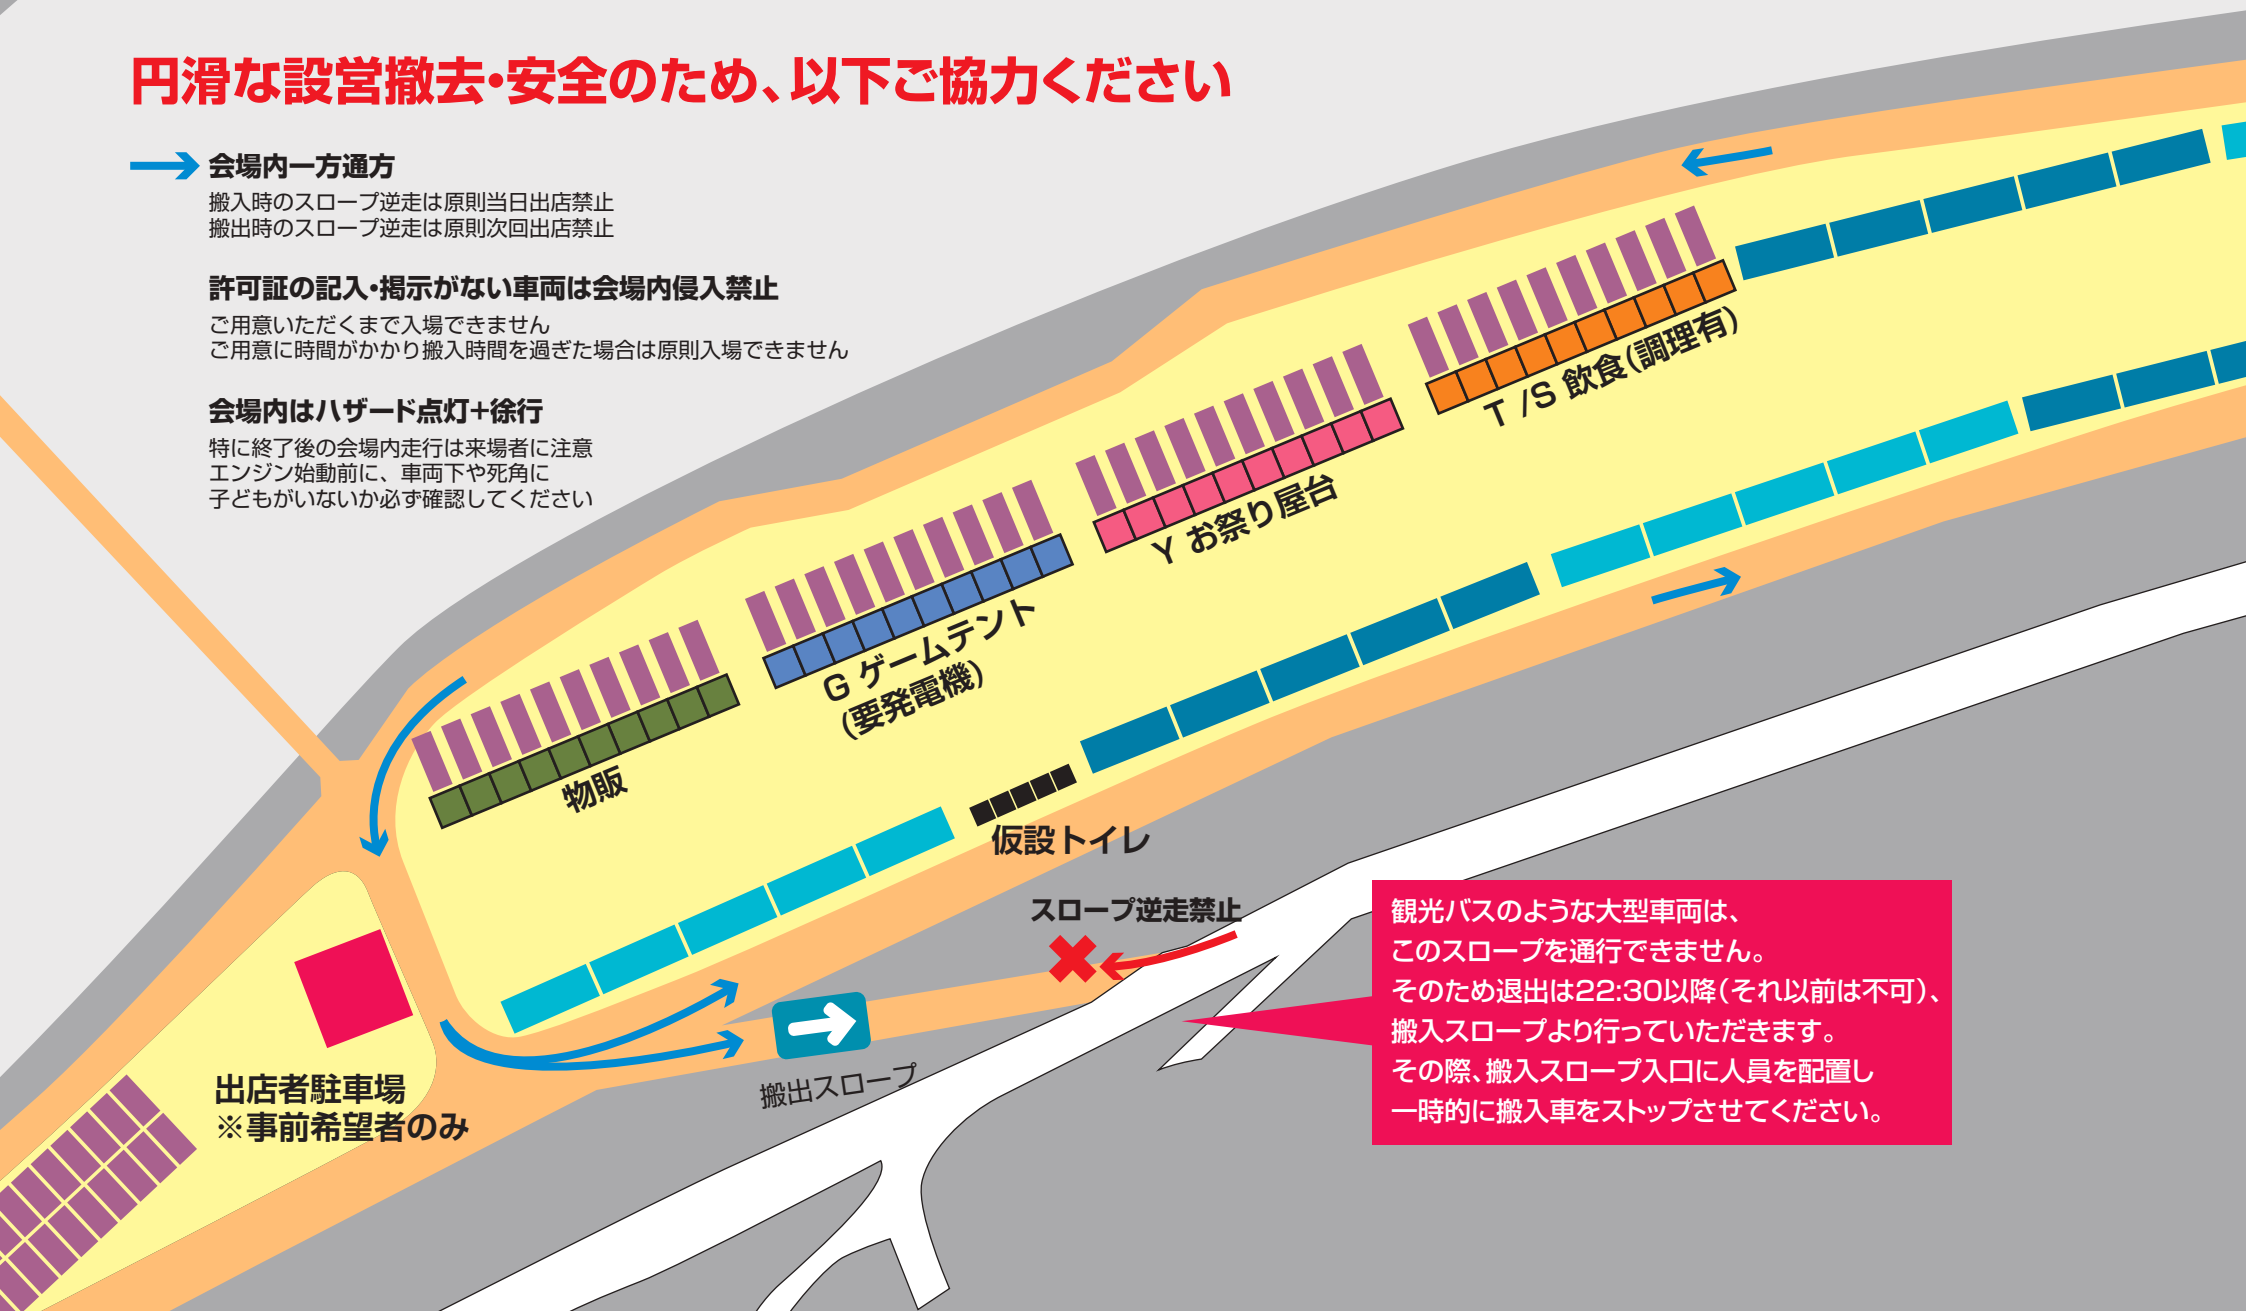 円滑な設営撤去・安全のため、以下ご協力ください
会場内一方通方
搬入時のスロープ逆走は原則当日出店禁止
搬出時のスロープ逆走は原則次回出店禁止
許可証の記入・掲示がない車両は会場内侵入禁止
ご用意いただくまで入場できません
ご用意に時間がかかり搬入時間を過ぎた場合は原則入場できません
会場内はハザード点灯+徐行
特に終了後の会場内走行は来場者に注意
エンジン始動前に、車両下や死角に
子どもがいないか必ず確認してください
T /S 飲食(調理有)
Y お祭り屋台
G ゲームテント
(要発電機)
物販
仮設トイレ
スロープ逆走禁止
搬出スロープ
出店者駐車場
※事前希望者のみ
観光バスのような大型車両は、
このスロープを通行できません。
そのため退出は22:30以降(それ以前は不可)、
搬入スロープより行っていただきます。
その際、搬入スロープ入口に人員を配置し
一時的に搬入車をストップさせてください。